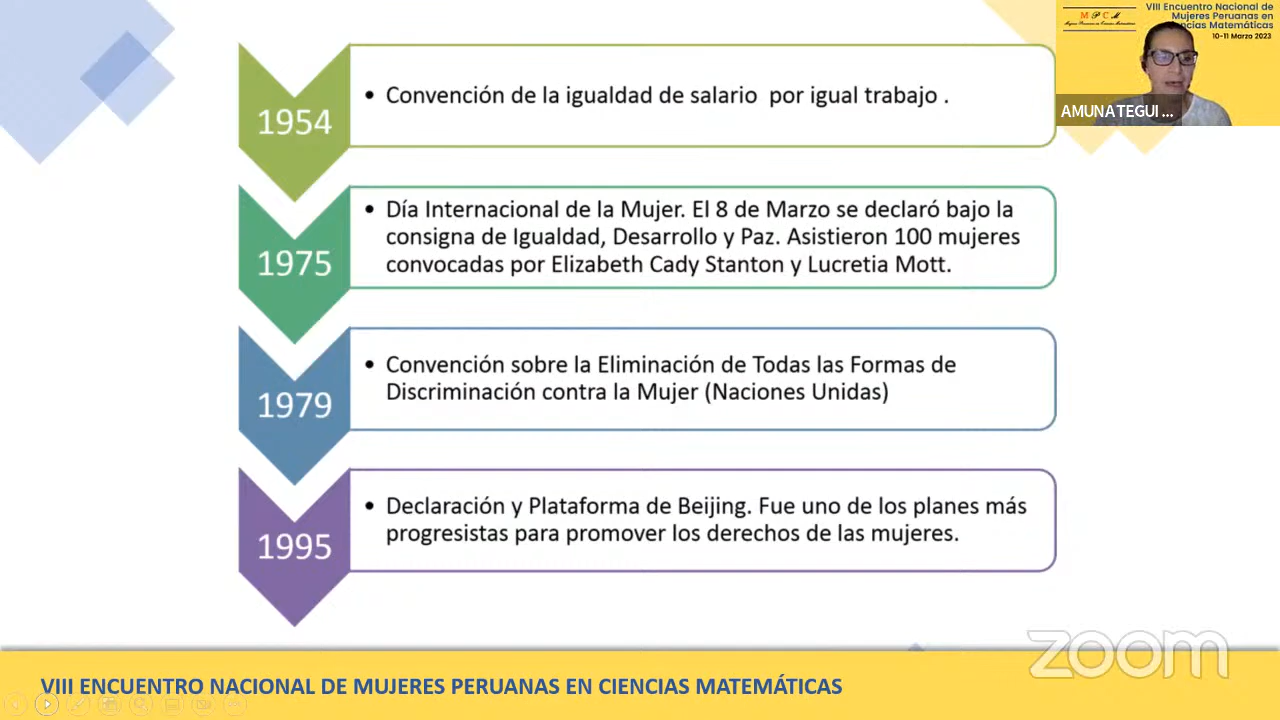 1954
• Convención de la igualdad de salario por igual trabajo .
1975
• Día Internacional de la Mujer. El 8 de Marzo se declaró bajo la
consigna de Igualdad, Desarrollo y Paz. Asistieron 100 mujeres
convocadas por Elizabeth Cady Stanton y Lucretia Mott.
1979
• Convención sobre la Eliminación de Todas las Formas de
Discriminación contra la Mujer (Naciones Unidas)
1995
• Declaración y Plataforma de Beijing. Fue uno de los planes más
progresistas para promover los derechos de las mujeres.
M P C M
Mujeres Peruanas en Ciencias Matemáticas
VIII Encuentro Nacional de
Mujeres Peruanas en
Ciencias Matemáticas
10-11 Marzo 2023
AMUNATEGUI ...
zoom
VIII ENCUENTRO NACIONAL DE MUJERES PERUANAS EN CIENCIAS MATEMÁTICAS